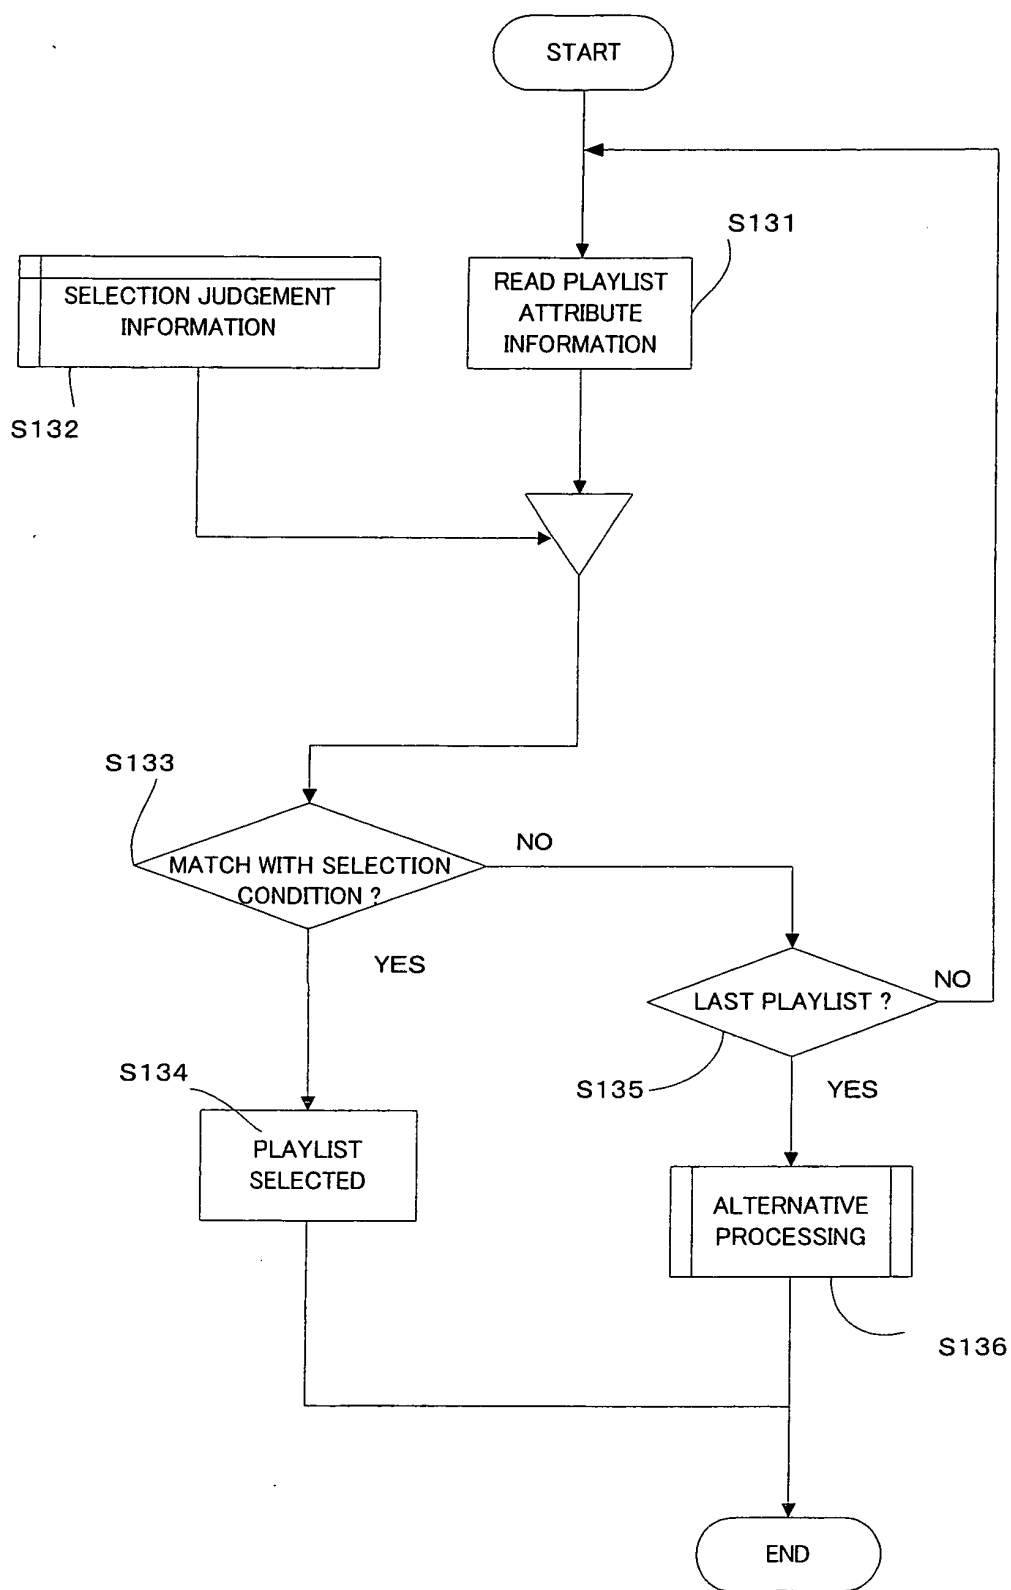 START
S131
READ PLAYLIST
ATTRIBUTE
INFORMATION
SELECTION JUDGEMENT
INFORMATION
S132
S133
MATCH WITH SELECTION
CONDITION ?
NO
YES
LAST PLAYLIST ?
NO
S135
YES
S134
PLAYLIST
SELECTED
ALTERNATIVE
PROCESSING
S136
END